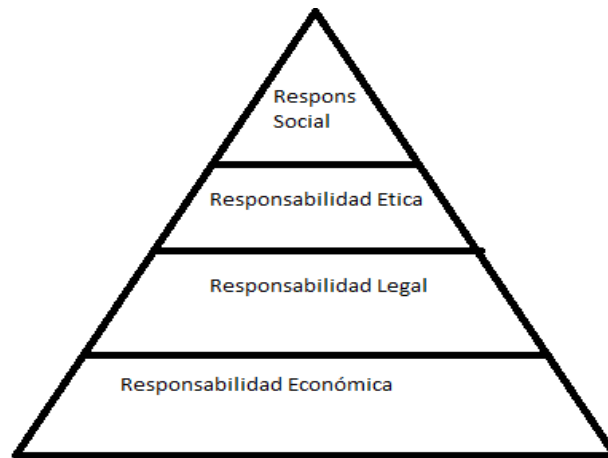 Respons
Social
Responsabilidad Etica
Responsabilidad Legal
Responsabilidad Económica